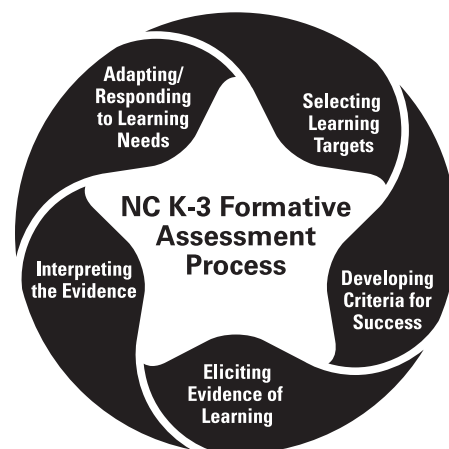 NC K-3 Formative
Assessment
Process
Selecting
Learning
Targets
Developing
Criteria for
Success
Eliciting
Evidence of
Learning
Interpreting
the Evidence
Adapting/
Responding
to Learning
Needs